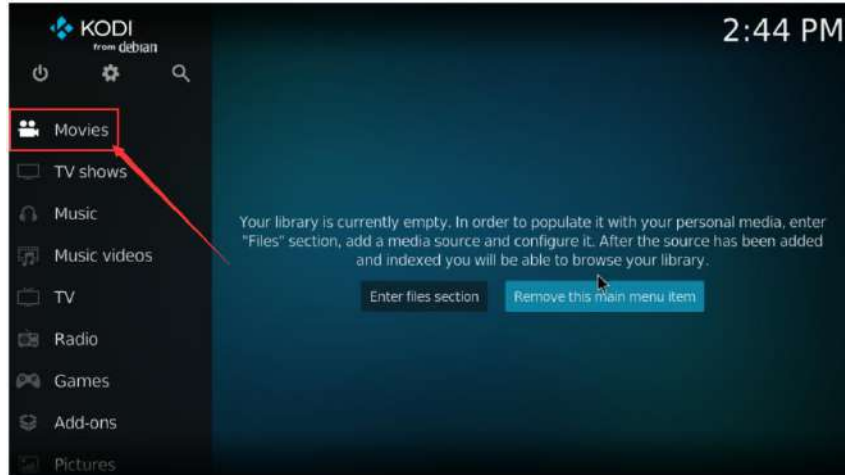 KODI
from debian
2:44 PM
Movies
TV shows
Music
Music videos
TV
Radio
Games
Add-ons
Pictures
Your library is currently empty. In order to populate it with your personal media, enter
"Files" section, add a media source and configure it. After the source has been added
and indexed you will be able to browse your library.
Enter files section
Remove this main menu item